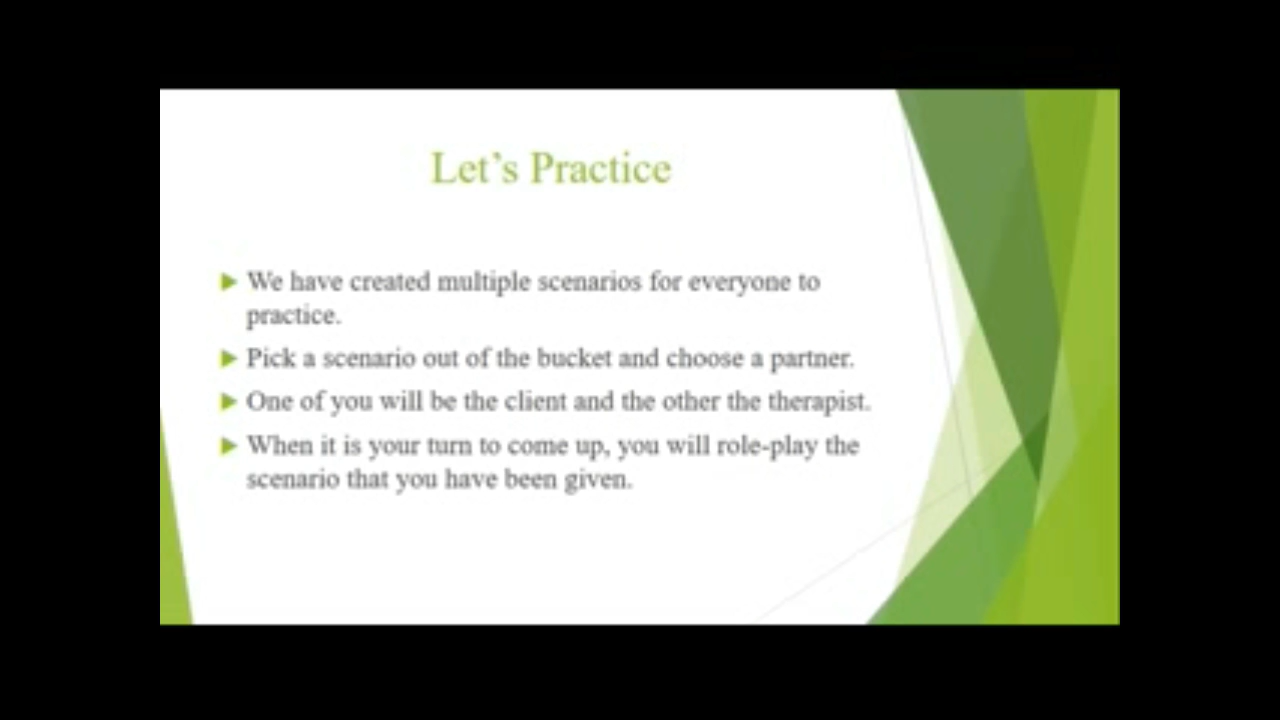 Let's Practice
We have created multiple scenarios for everyone to
practice.
Pick a scenario out of the bucket and choose a partner.
One of you will be the client and the other the therapist.
When it is your turn to come up, you will role-play the
scenario that you have been given.